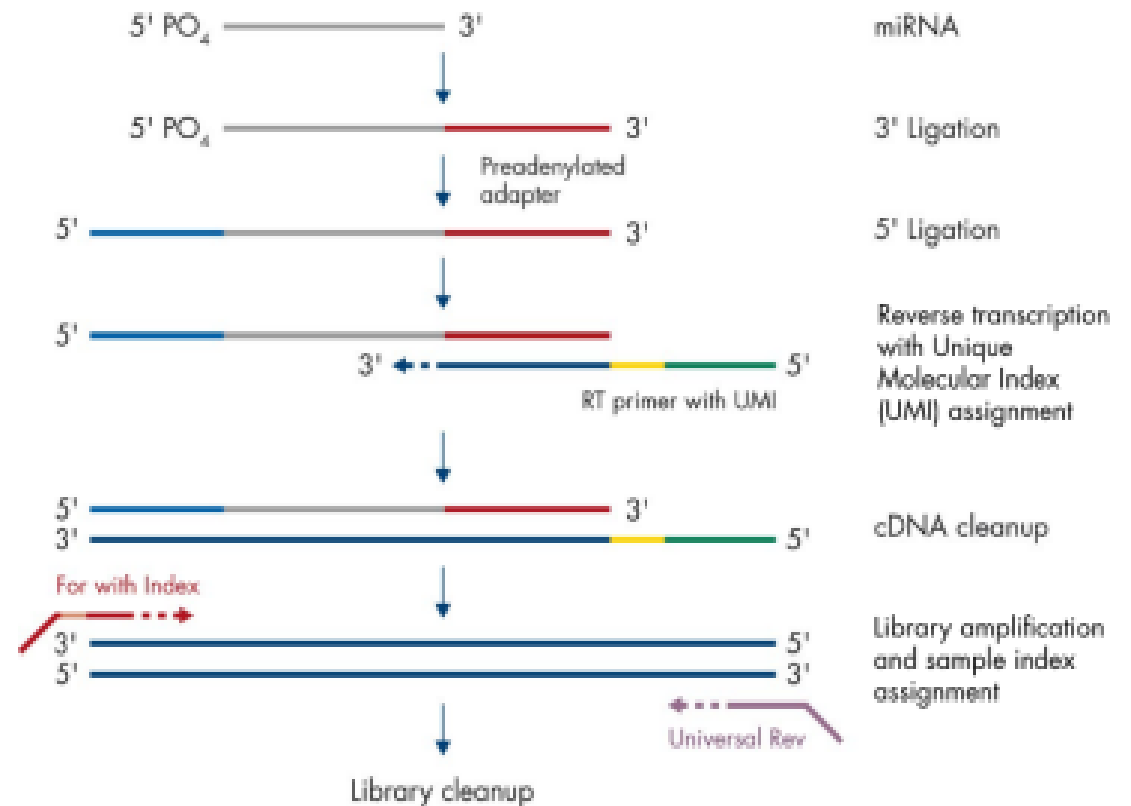 5' PO4 3' miRNA
5' PO4 3' 3' Ligation
Preadenylated
adapter
5' 3' 5' Ligation
5'
3' 5'
RT primer with UMI
Reverse transcription
with Unique
Molecular Index
(UMI) assignment
5' 3'
3' 5'
cDNA cleanup
For with Index
3' 5'
5' 3'
Library amplification
and sample index
assignment
Universal Rev
Library cleanup